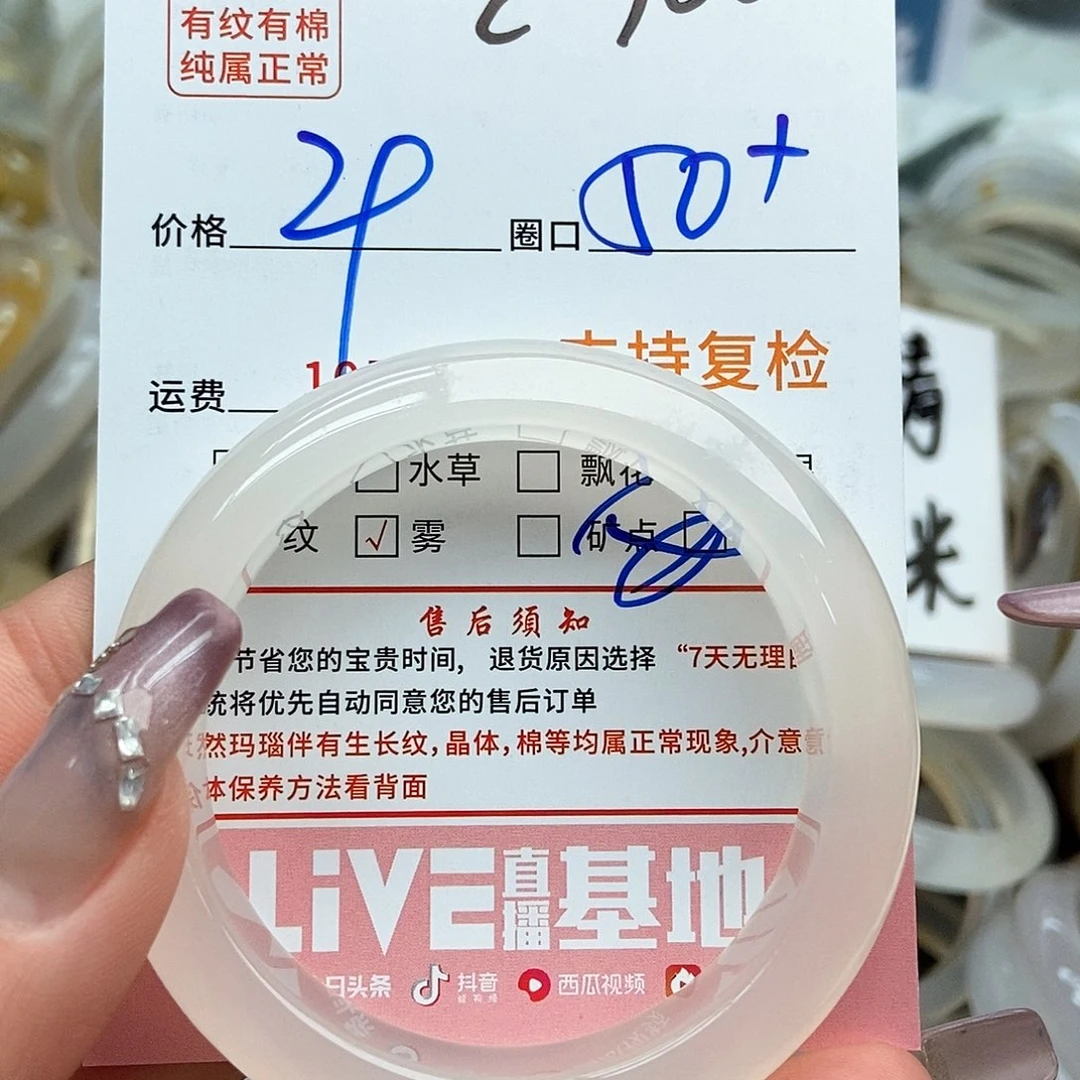 有纹有棉
纯属正常
价格 29 圈口 50+
支持复检
运费
水草 飘花
纹 √ 雾 矿点
售后須知
节省您的宝贵时间, 退货原因选择 “7天无理由
统将优先自动同意您的售后订单
然玛瑙伴有生长纹,晶体,棉等均属正常现象,介意慎
体保养方法看背面
LiVE 直播 基地
日头条 抖音 西瓜视频
精
米